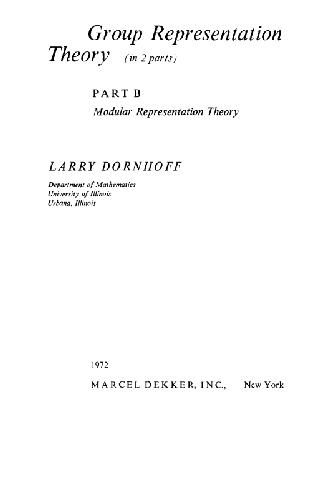 Group Representation
Theory (in 2 parts)
PART B
Modular Representation Theory
LARRY DORNHOFF
Department of Mathematics
University of Illinois
Urbana, Illinois
1972
MARCEL DEKKER, INC., New York